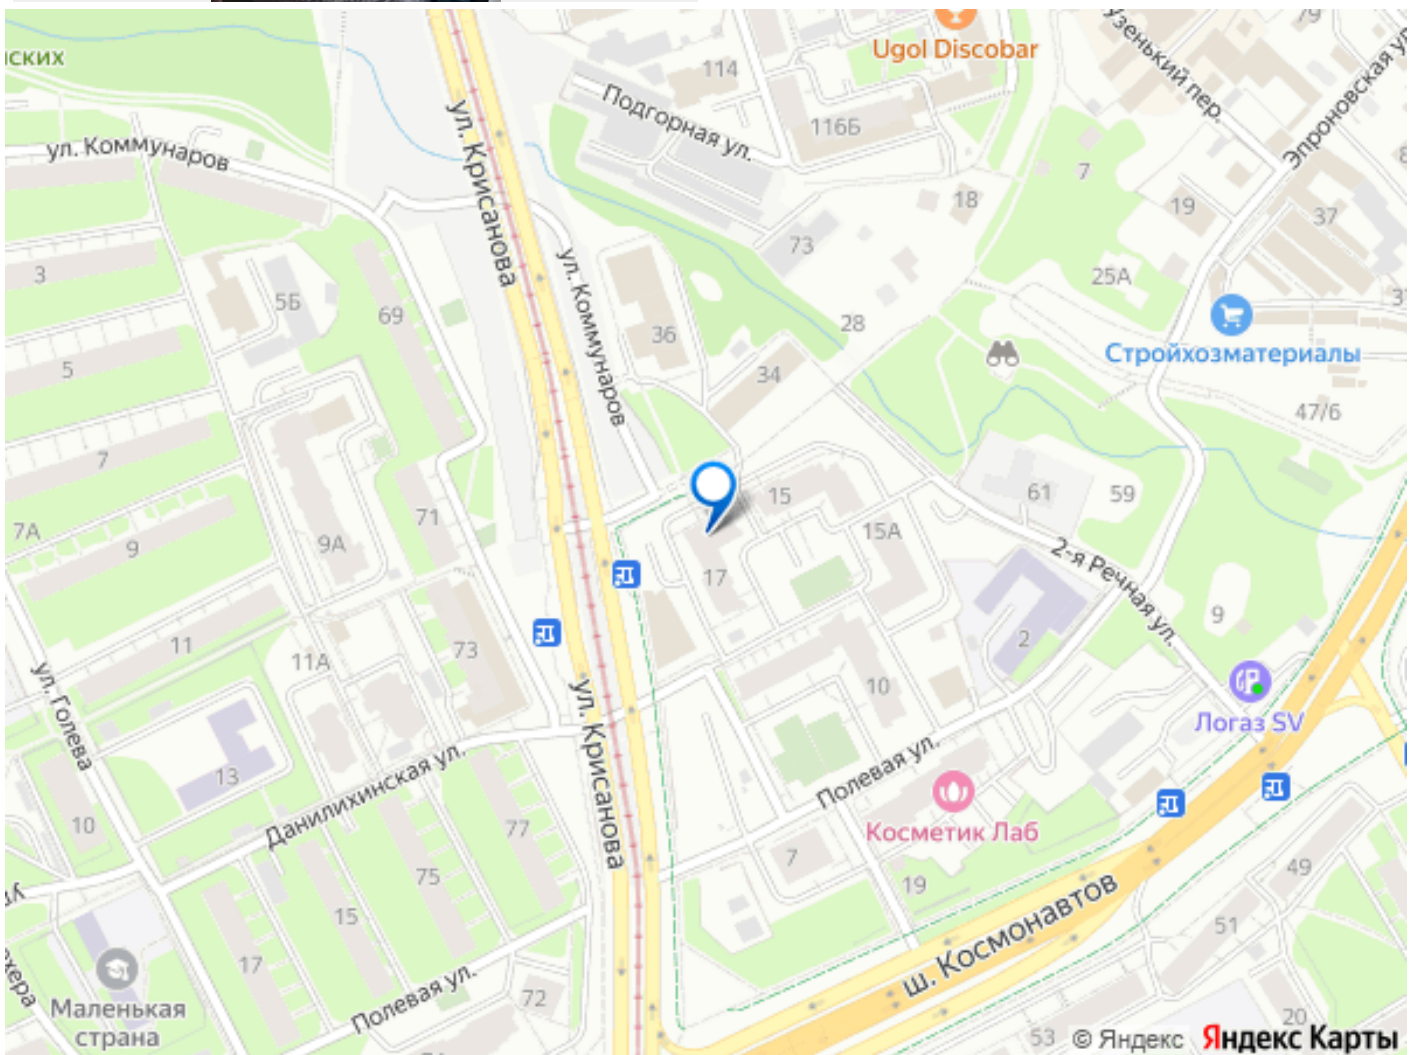 Ugol Discobar
79
Узенький пер.
Эпроновская ул.
нских
114
116Б
Подгорная ул.
ул. Коммунаров
ул. Крисанова
7
18
19
37
73
3
5Б
69
ул. Коммунаров
36
28
25А
Стройхозматериалы
5
34
47/6
7
7А
9
9А
71
15
15А
61
59
2-я Речная ул.
17
2
9
11
11А
73
10
ул. Голева
ул. Крисанова
Логаз SV
13
Данилихинская ул.
Полевая ул.
Косметик Лаб
10
77
7
75
19
49
15
51
ш. Космонавтов
17
Полевая ул.
72
Маленькая
страна
20
53
© Яндекс Яндекс Карты